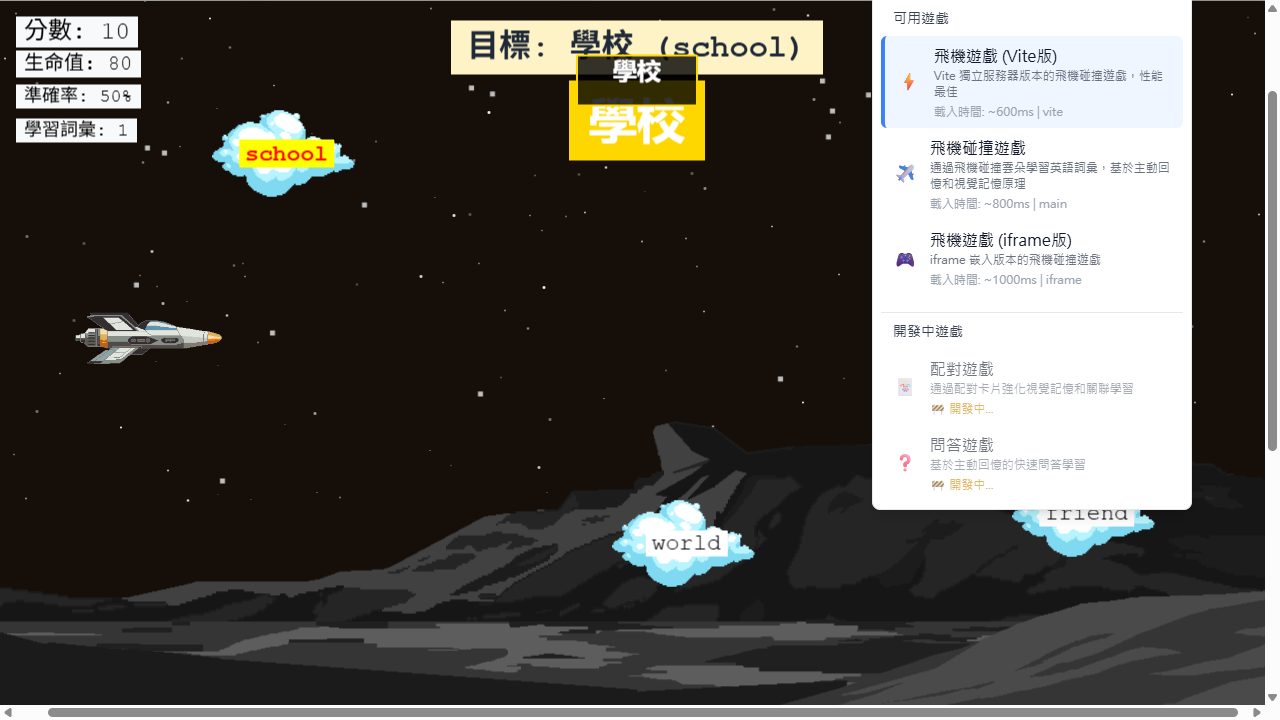 分數: 10
生命值: 80
準確率: 50%
學習詞彙: 1
目標: 學校 (school)
學校
學校
school
world
friend
可用遊戲
飛機遊戲 (Vite版)
Vite 獨立服務器版本的飛機碰撞遊戲，性能
最佳
載入時間: ~600ms | vite
飛機碰撞遊戲
通過飛機碰撞雲朵學習英語詞彙，基於主動回
憶和視覺記憶原理
載入時間: ~800ms | main
飛機遊戲 (iframe版)
iframe 嵌入版本的飛機碰撞遊戲
載入時間: ~1000ms | iframe
開發中遊戲
配對遊戲
通過配對卡片強化視覺記憶和關聯學習
開發中...
問答遊戲
基於主動回憶的快速問答學習
開發中...